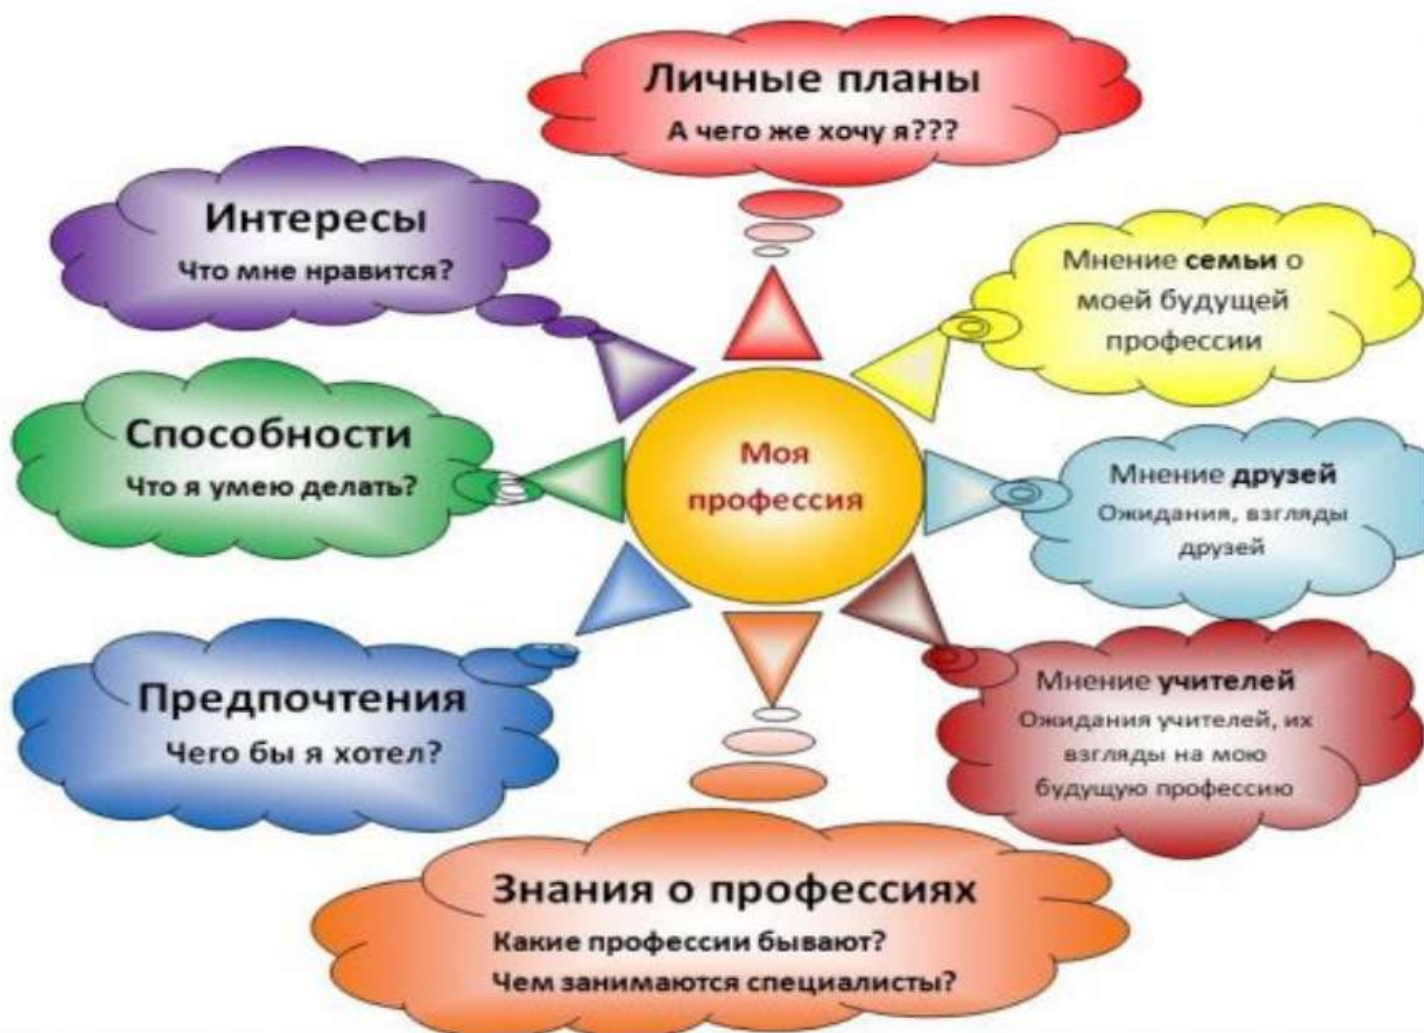 Личные планы
А чего же хочу я???
Интересы
Что мне нравится?
Мнение семьи о
моей будущей
профессии
Способности
Что я умею делать?
Моя
профессия
Мнение друзей
Ожидания, взгляды
друзей
Предпочтения
Чего бы я хотел?
Мнение учителей
Ожидания учителей, их
взгляды на мою
будущую профессию
Знания о профессиях
Какие профессии бывают?
Чем занимаются специалисты?